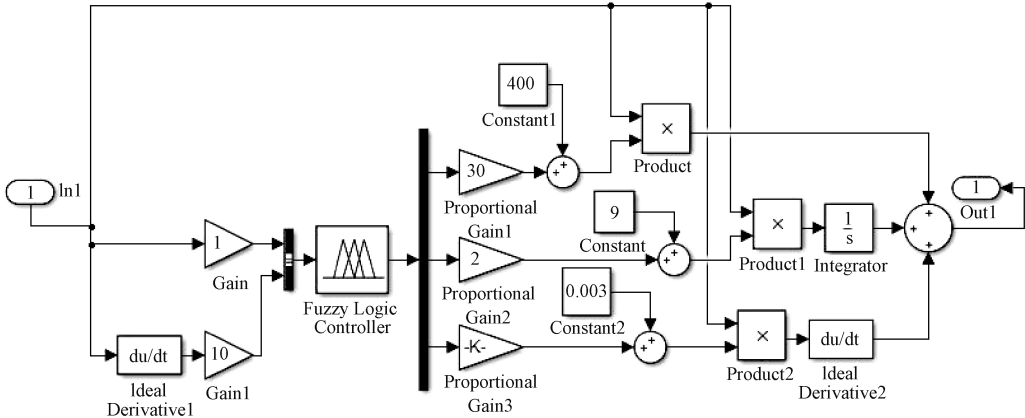 400
Constant1
×
Product
1
In1
30
Proportional
Gain1
1
Out1
9
Constant
×
Product1
1
s
Integrator
1
Gain
Fuzzy Logic
Controller
2
Proportional
Gain2
0.003
Constant2
×
Product2
du/dt
Ideal
Derivative2
du/dt
Ideal
Derivative1
10
Gain1
-K-
Proportional
Gain3